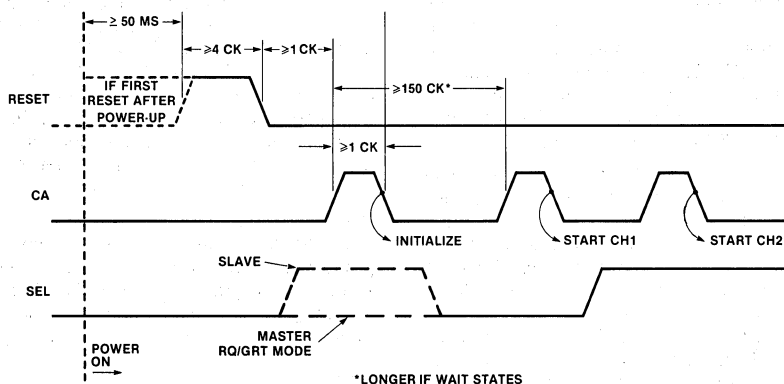 ≥ 50 MS
≥4 CK
≥1 CK
IF FIRST
RESET AFTER
POWER-UP
RESET
≥150 CK*
≥1 CK
CA
INITIALIZE
START CH1
START CH2
SLAVE
SEL
MASTER
RQ/GRT MODE
POWER
ON
*LONGER IF WAIT STATES